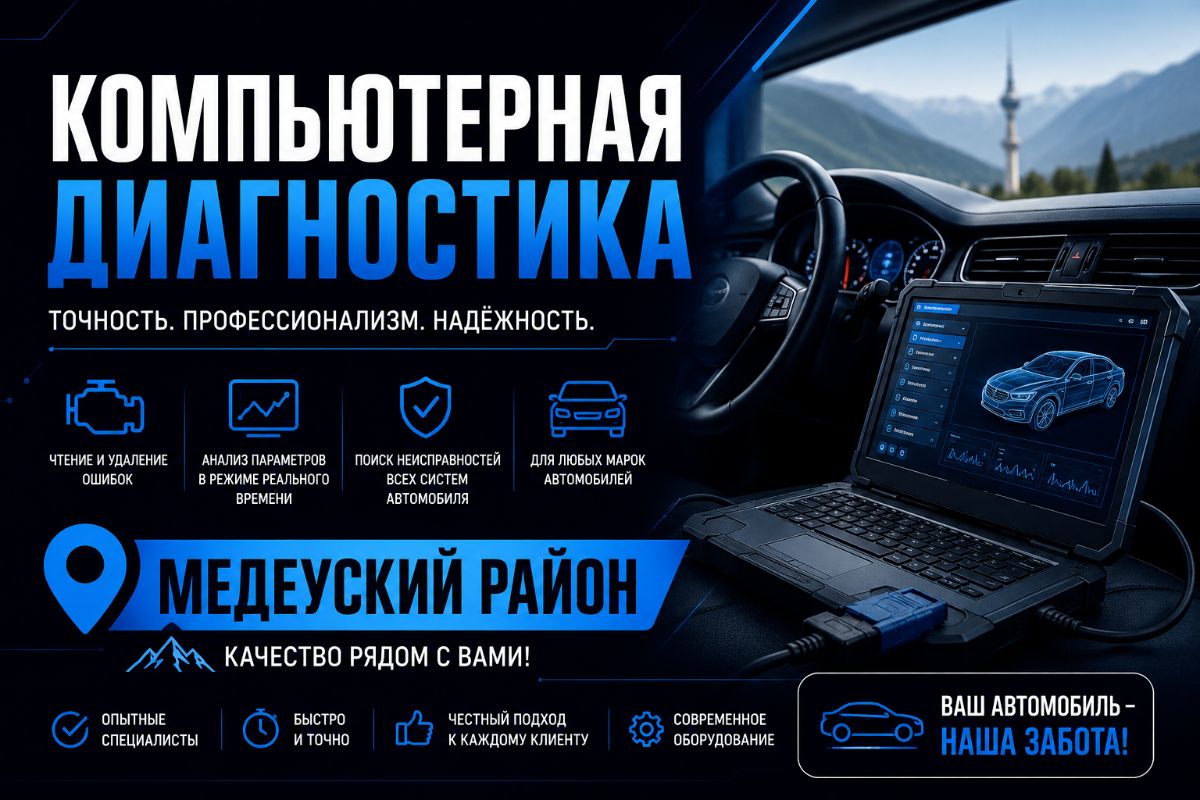 КОМПЬЮТЕРНАЯ
ДИАГНОСТИКА
ТОЧНОСТЬ. ПРОФЕССИОНАЛИЗМ. НАДЁЖНОСТЬ.
ЧТЕНИЕ И УДАЛЕНИЕ
ОШИБОК
АНАЛИЗ ПАРАМЕТРОВ
В РЕЖИМЕ РЕАЛЬНОГО
ВРЕМЕНИ
ПОИСК НЕИСПРАВНОСТЕЙ
ВСЕХ СИСТЕМ
АВТОМОБИЛЯ
ДЛЯ ЛЮБЫХ МАРОК
АВТОМОБИЛЕЙ
МЕДЕУСКИЙ РАЙОН
КАЧЕСТВО РЯДОМ С ВАМИ!
ОПЫТНЫЕ
СПЕЦИАЛИСТЫ
БЫСТРО
И ТОЧНО
ЧЕСТНЫЙ ПОДХОД
К КАЖДОМУ КЛИЕНТУ
СОВРЕМЕННОЕ
ОБОРУДОВАНИЕ
ВАШ АВТОМОБИЛЬ –
НАША ЗАБОТА!